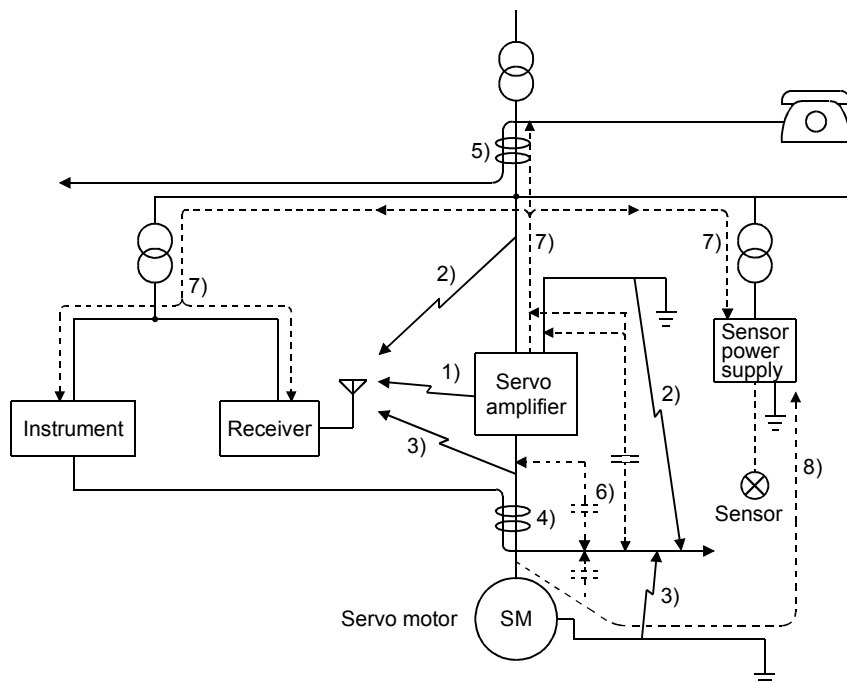 5)
7)
7)
2)
7)
Sensor
power
supply
1)
Servo
amplifier
2)
Instrument
Receiver
3)
8)
6)
4)
Sensor
3)
Servo motor
SM